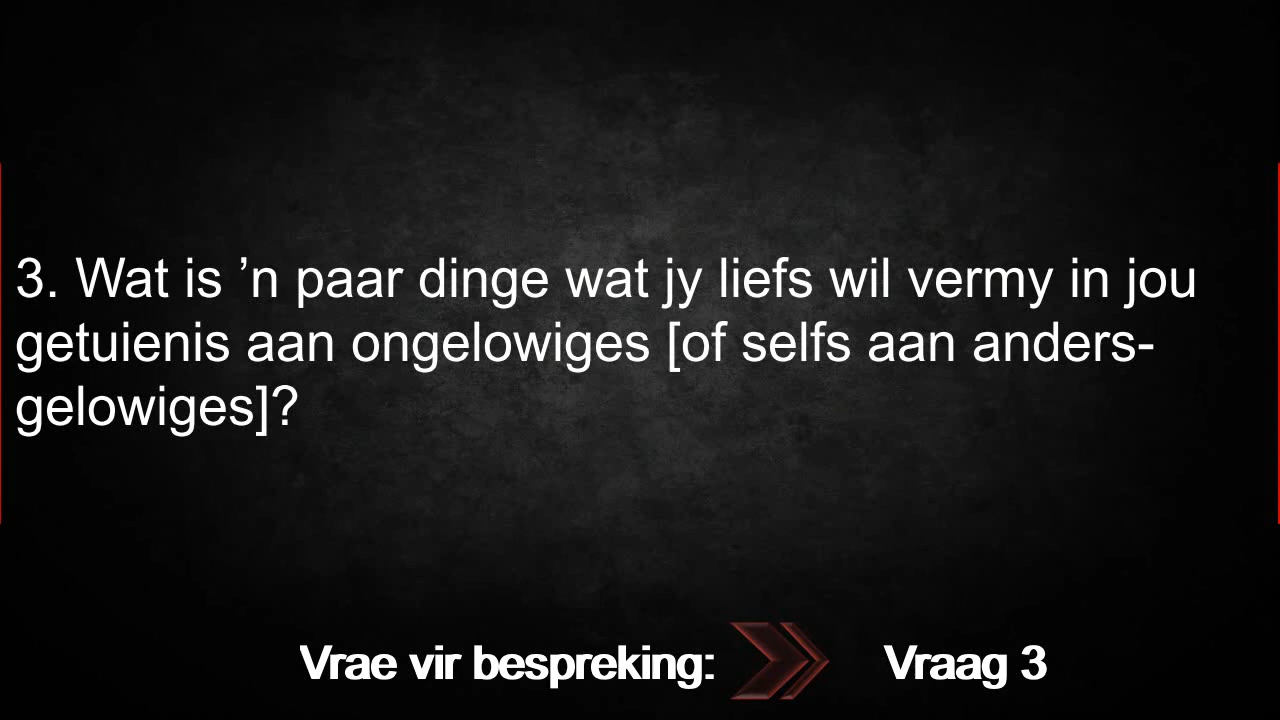 3. Wat is ’n paar dinge wat jy liefs wil vermy in jou
getuienis aan ongelowiges [of selfs aan anders-
gelowiges]?
Vrae vir bespreking: Vraag 3